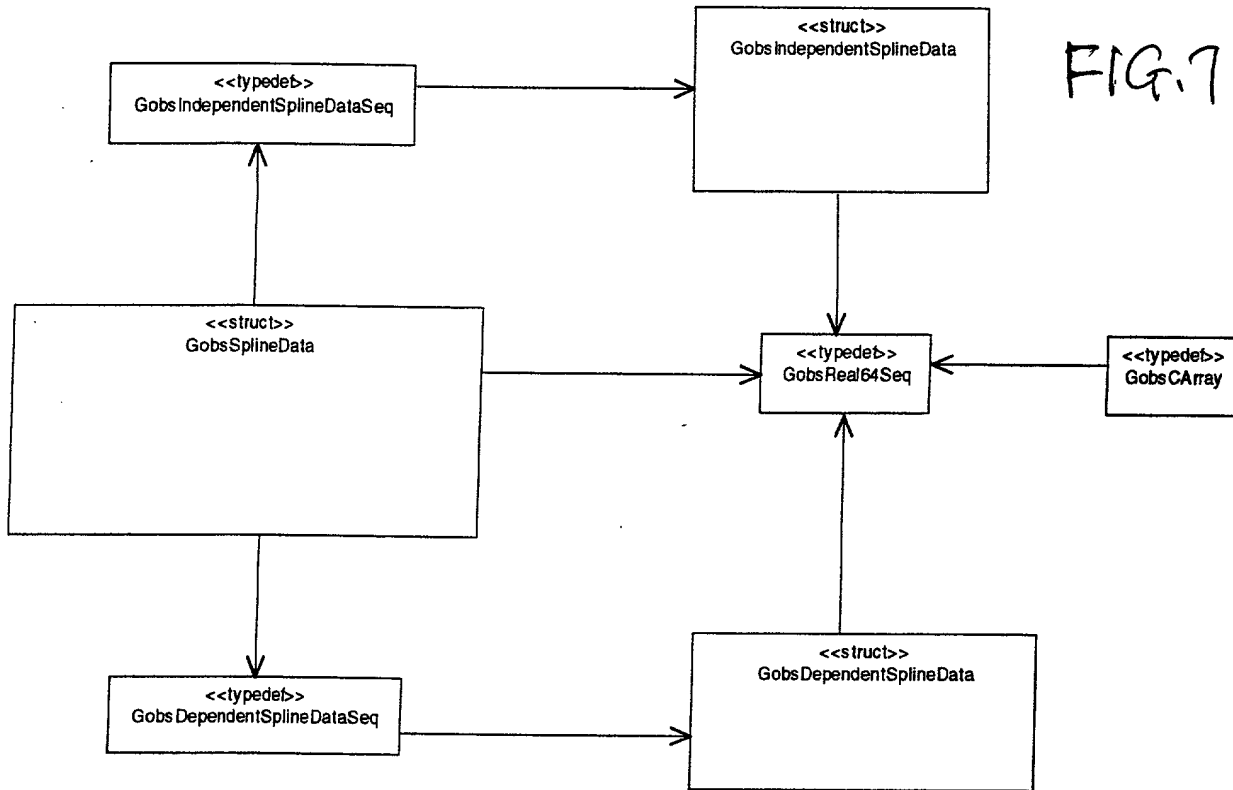 <<struct>>
GobsIndependentSplineData
FIG.7
<<typedef>>
GobsIndependentSplineDataSeq
<<struct>>
GobsSplineData
<<typedef>>
GobsReal64Seq
<<typedef>>
GobsCArray
<<struct>>
GobsDependentSplineData
<<typedef>>
GobsDependentSplineDataSeq